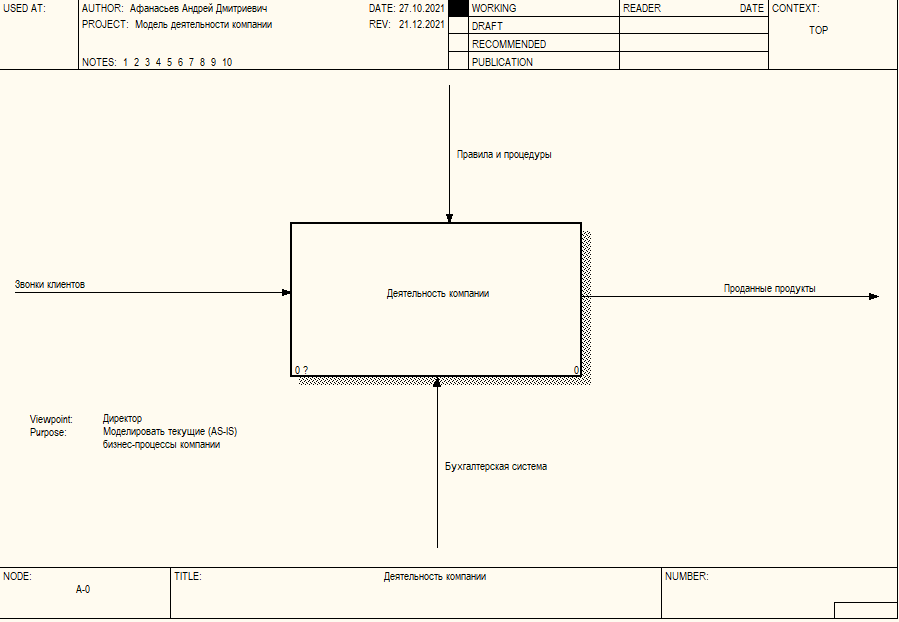 USED AT:
AUTHOR: Афанасьев Андрей Дмитриевич
DATE: 27.10.2021
PROJECT: Модель деятельности компании
REV: 21.12.2021
NOTES: 1 2 3 4 5 6 7 8 9 10
WORKING
DRAFT
RECOMMENDED
PUBLICATION
READER
DATE
CONTEXT:
TOP
Правила и процедуры
Звонки клиентов
Деятельность компании
Проданные продукты
0 ?
0
Viewpoint: Директор
Purpose: Моделировать текущие (AS-IS)
бизнес-процессы компании
Бухгалтерская система
NODE:
A-0
TITLE:
Деятельность компании
NUMBER: